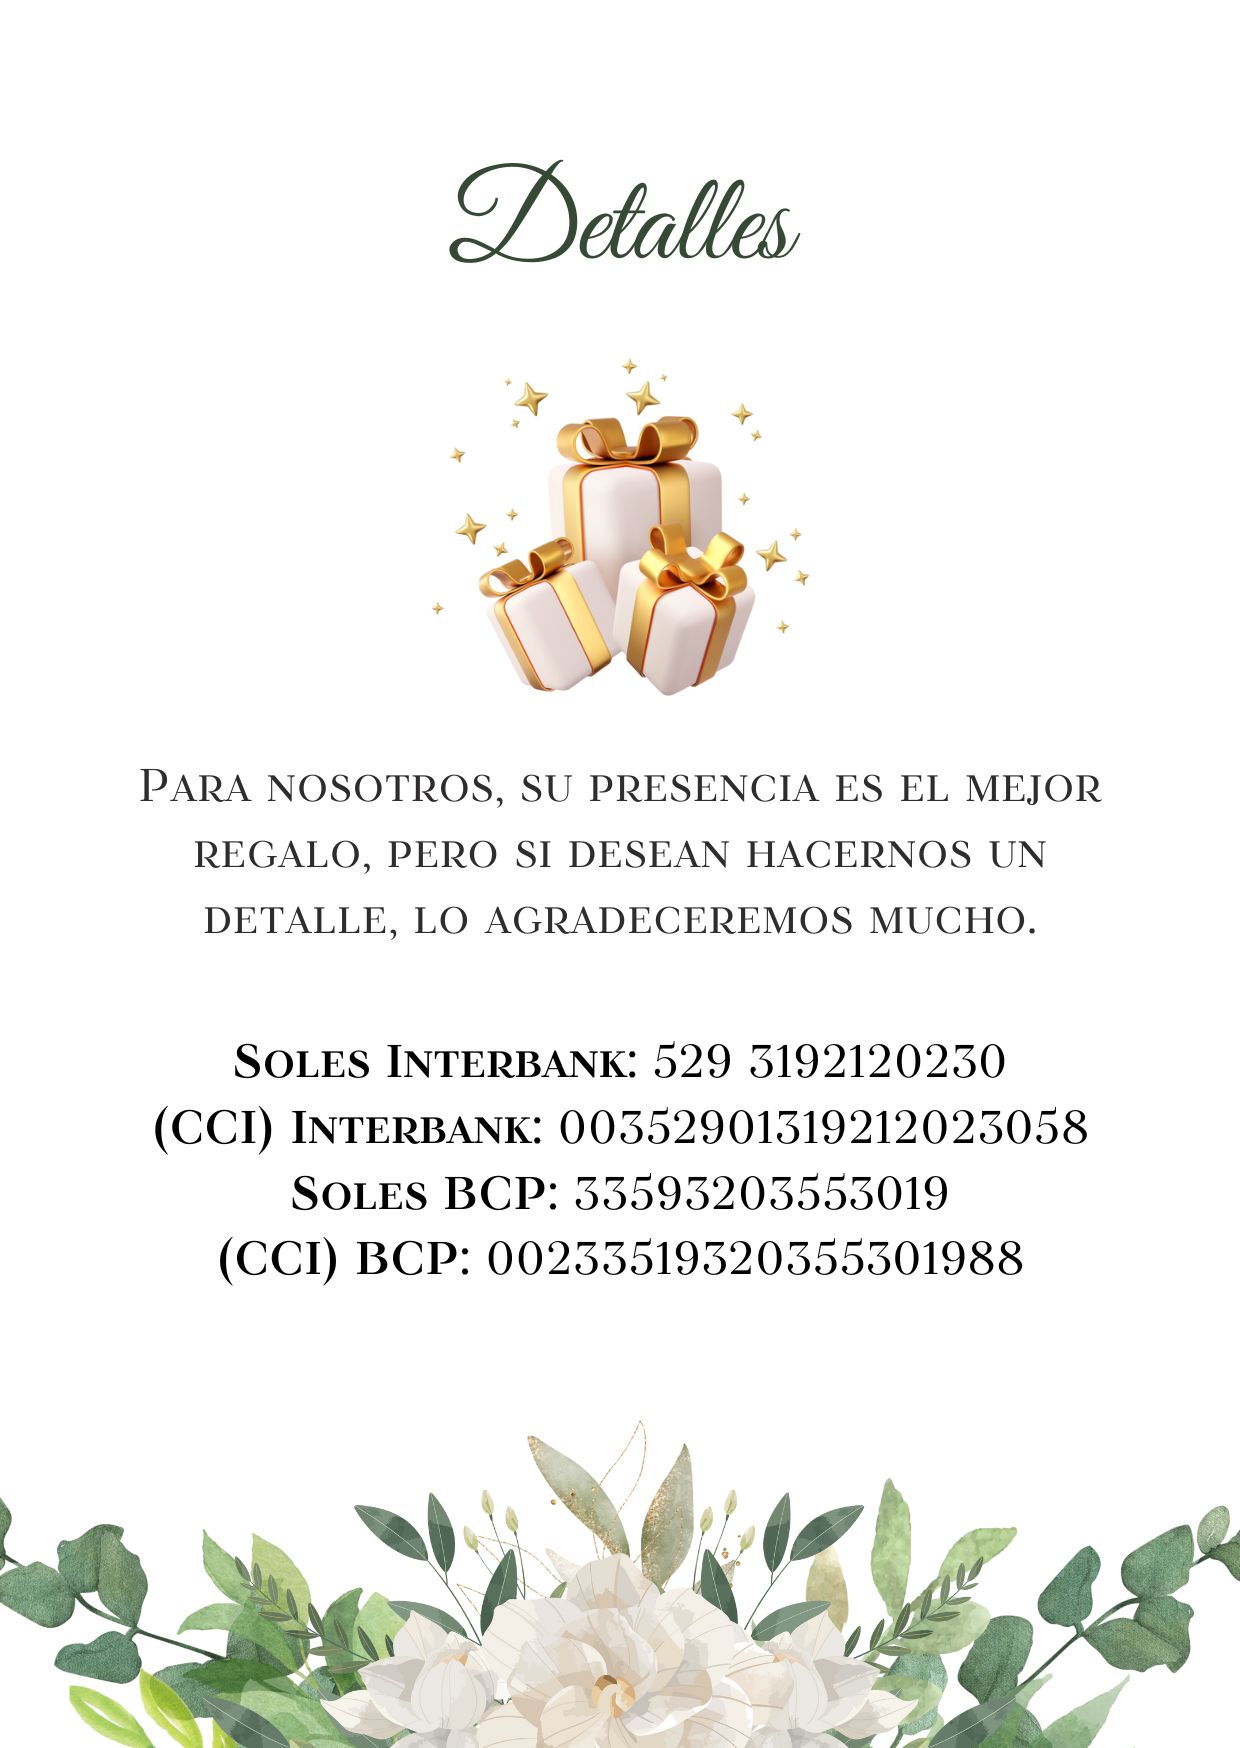 Detalles
Para nosotros, su presencia es el mejor
regalo, pero si desean hacernos un
detalle, lo agradeceremos mucho.
Soles Interbank: 529 3192120230
(CCI) Interbank: 00352901319212023058
Soles BCP: 33593203553019
(CCI) BCP: 00233519320355301988